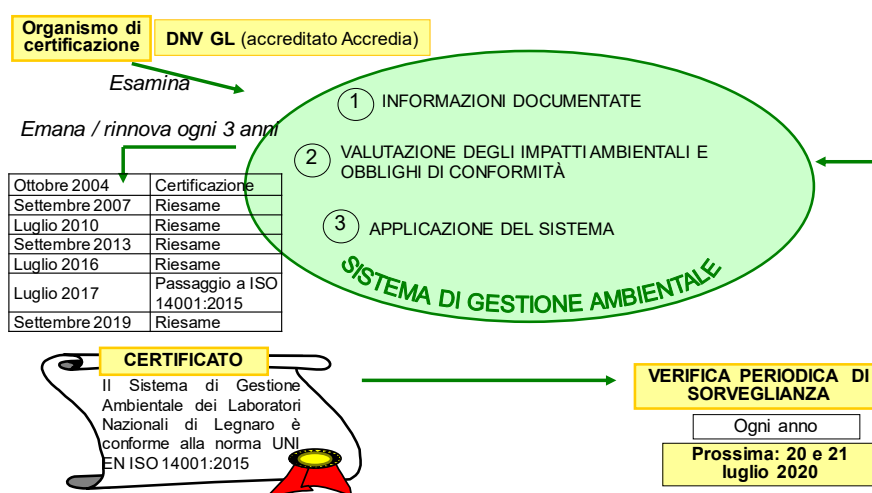 Organismo di
certificazione
DNV GL (accreditato Accredia)
Esamina
Emana / rinnova ogni 3 anni
1 INFORMAZIONI DOCUMENTATE
2 VALUTAZIONE DEGLI IMPATTI AMBIENTALI E
OBBLIGHI DI CONFORMITÀ
3 APPLICAZIONE DEL SISTEMA
SISTEMA DI GESTIONE AMBIENTALE
Ottobre 2004 Certificazione
Settembre 2007 Riesame
Luglio 2010 Riesame
Settembre 2013 Riesame
Luglio 2016 Riesame
Luglio 2017 Passaggio a ISO
14001:2015
Settembre 2019 Riesame
CERTIFICATO
Il Sistema di Gestione
Ambientale dei Laboratori
Nazionali di Legnaro è
conforme alla norma UNI
EN ISO 14001:2015
VERIFICA PERIODICA DI
SORVEGLIANZA
Ogni anno
Prossima: 20 e 21
luglio 2020